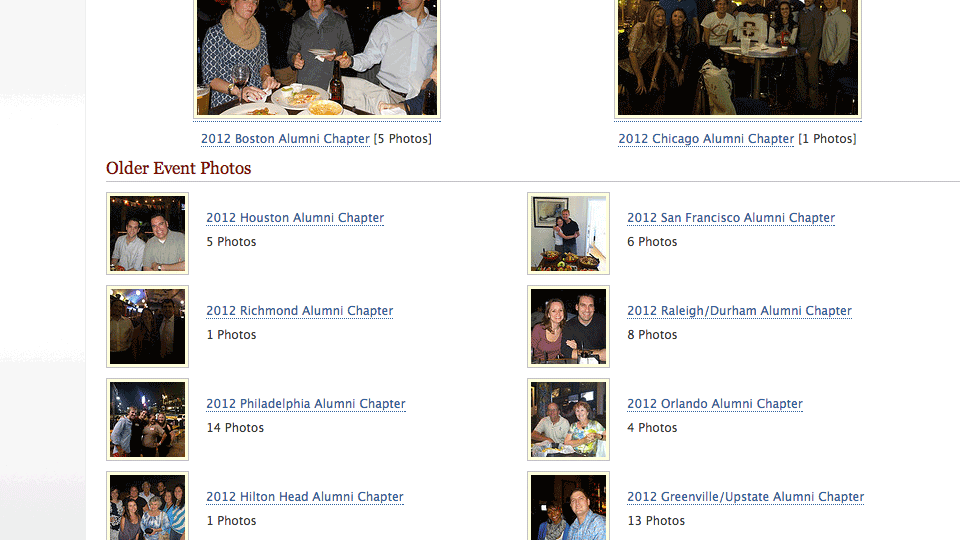 2012 Boston Alumni Chapter [5 Photos]
2012 Chicago Alumni Chapter [1 Photos]
Older Event Photos
2012 Houston Alumni Chapter
5 Photos
2012 San Francisco Alumni Chapter
6 Photos
2012 Richmond Alumni Chapter
1 Photos
2012 Raleigh/Durham Alumni Chapter
8 Photos
2012 Philadelphia Alumni Chapter
14 Photos
2012 Orlando Alumni Chapter
4 Photos
2012 Hilton Head Alumni Chapter
1 Photos
2012 Greenville/Upstate Alumni Chapter
13 Photos